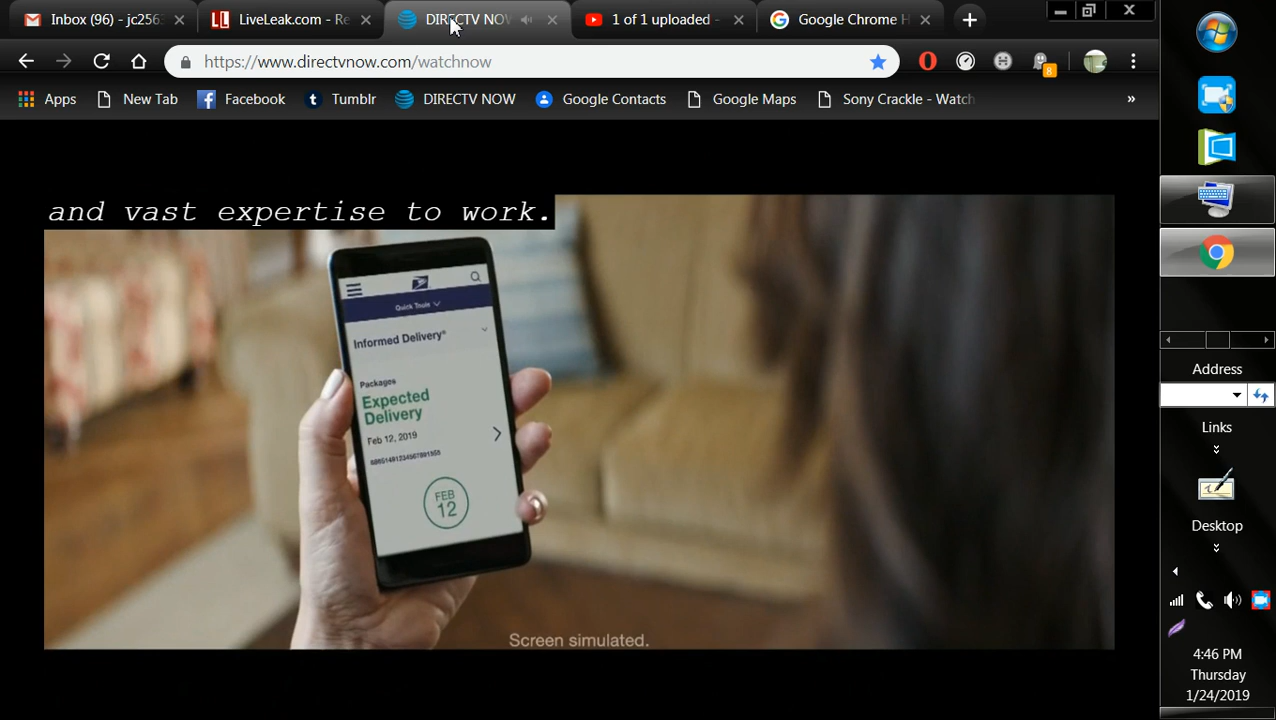 Inbox (96) - jc256
LiveLeak.com - Re
DIRECTV NOW
1 of 1 uploaded -
Google Chrome H
https://www.directvnow.com/watchnow
8
Apps
New Tab
Facebook
Tumblr
DIRECTV NOW
Google Contacts
Google Maps
Sony Crackle - Watch
»
and vast expertise to work.
Quick Tools
Informed Delivery®
Packages
Expected
Delivery
Feb 12, 2019
FEB
12
Screen simulated.
Address
Links
Desktop
4:46 PM
Thursday
1/24/2019